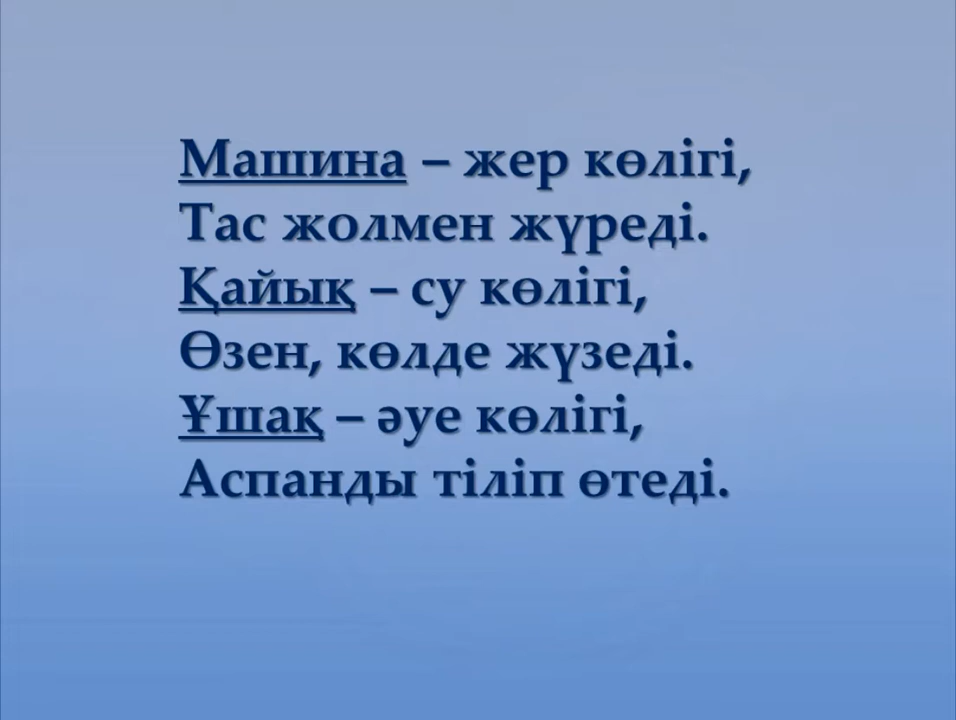 Машина – жер көлігі,
Тас жолмен жүреді.
Қайық – су көлігі,
Өзен, көлде жүзеді.
Ұшақ – әуе көлігі,
Аспанды тіліп өтеді.